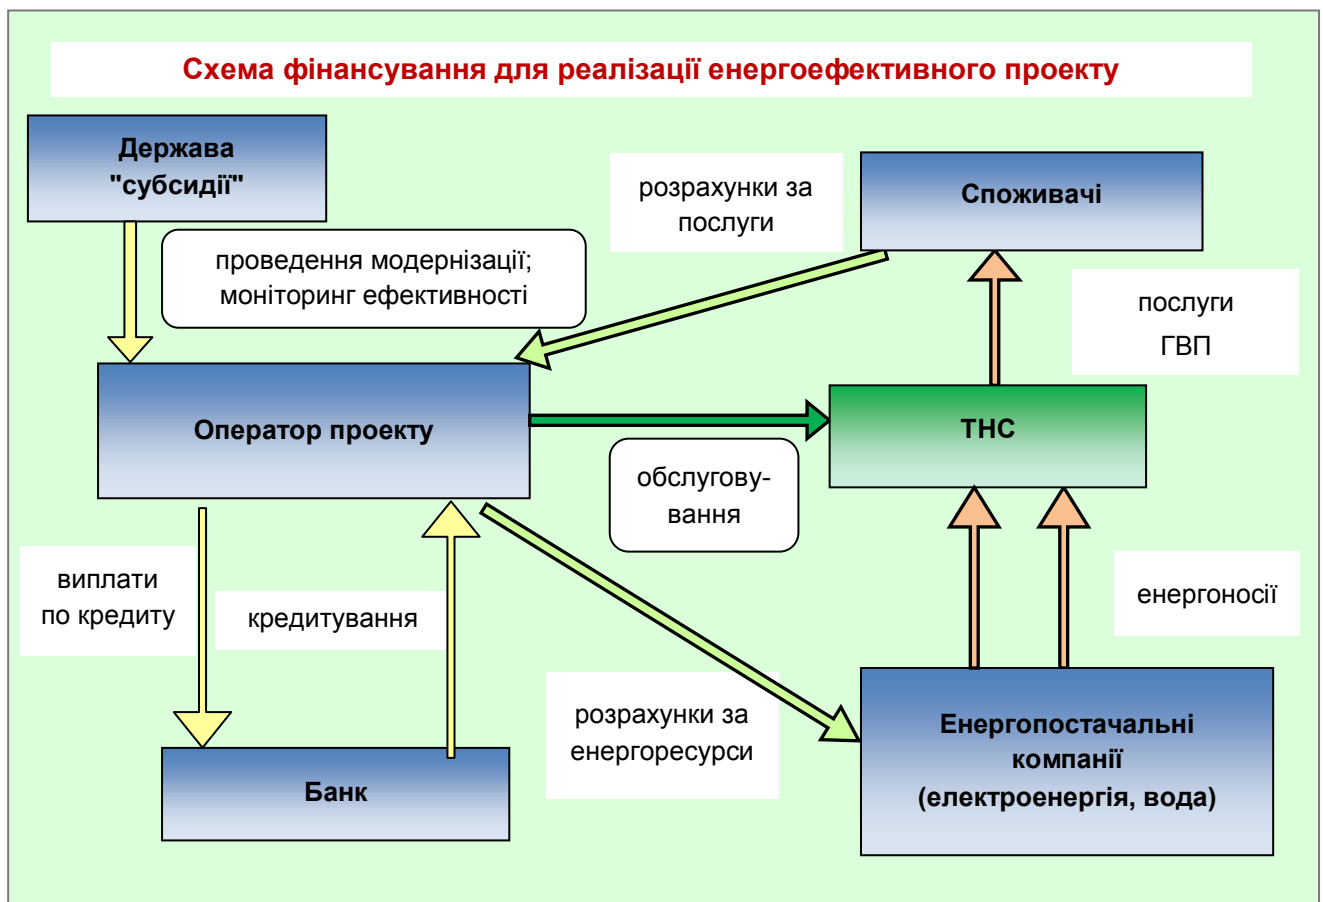 Схема фінансування для реалізації енергоефективного проекту
Держава
"субсидії"
розрахунки за
послуги
Споживачі
проведення модернізації;
моніторинг ефективності
послуги
ГВП
Оператор проекту
ТНС
обслугову-
вання
виплати
по кредиту
кредитування
енергоносії
розрахунки за
енергоресурси
Енергопостачальні
компанії
(електроенергія, вода)
Банк